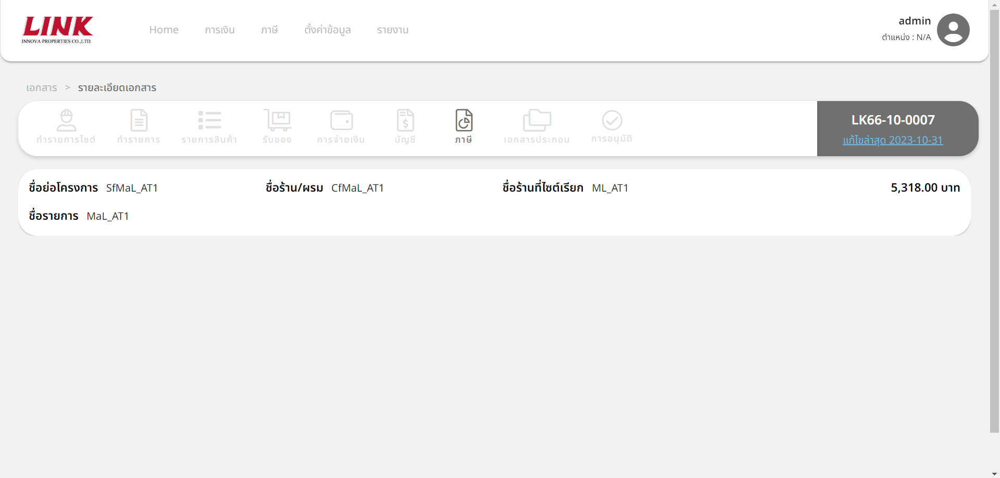 LINK
INNOVA PROPERTIES CO.,LTD.
Home การเงิน ภาษี ตั้งค่าข้อมูล รายงาน
admin
ตำแหน่ง : N/A
เอกสาร > รายละเอียดเอกสาร
ทำรายการไซต์ ทำรายการ รายการสินค้า รับของ การจ่ายเงิน บัญชี ภาษี เอกสารประกอบ การอนุมัติ
LK66-10-0007
แก้ไขล่าสุด 2023-10-31
ชื่อย่อโครงการ SfMaL_AT1 ชื่อร้าน/ผรม CfMaL_AT1 ชื่อร้านที่ไซต์เรียก ML_AT1 5,318.00 บาท
ชื่อรายการ MaL_AT1